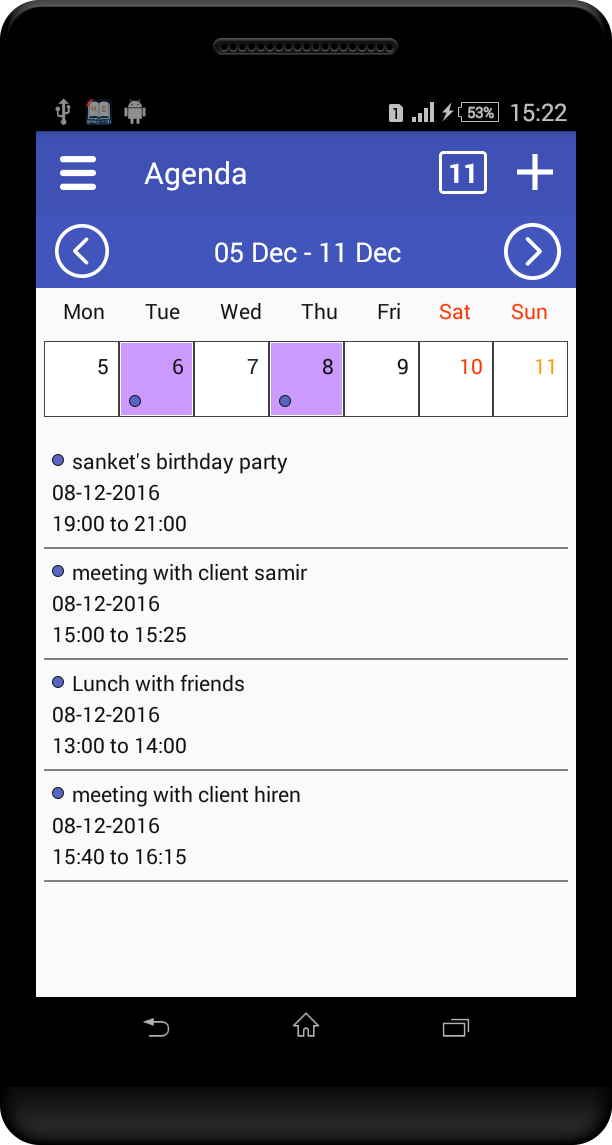 1 53% 15:22
Agenda 11
05 Dec - 11 Dec
Mon Tue Wed Thu Fri Sat Sun
5 6 7 8 9 10 11
sanket's birthday party
08-12-2016
19:00 to 21:00
meeting with client samir
08-12-2016
15:00 to 15:25
Lunch with friends
08-12-2016
13:00 to 14:00
meeting with client hiren
08-12-2016
15:40 to 16:15